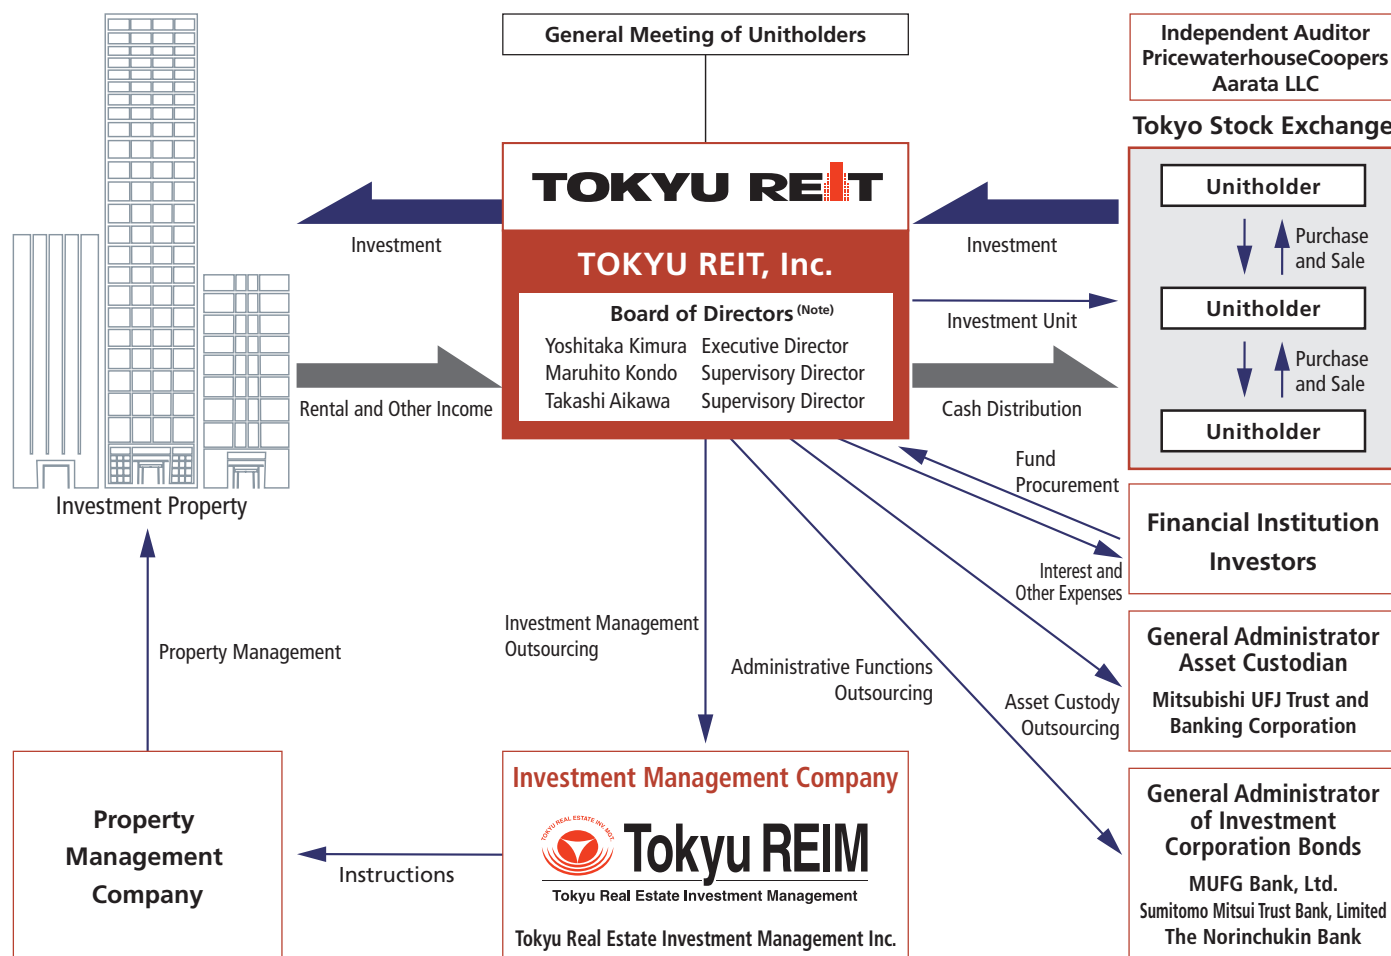 General Meeting of Unitholders
Independent Auditor
PricewaterhouseCoopers
Aarata LLC
Tokyo Stock Exchange
TOKYU REIT
Investment
Investment
Unitholder
Purchase
and Sale
TOKYU REIT, Inc.
Board of Directors (Note)
Yoshitaka Kimura Executive Director
Maruhito Kondo Supervisory Director
Takashi Aikawa Supervisory Director
Investment Unit
Unitholder
Purchase
and Sale
Rental and Other Income
Cash Distribution
Unitholder
Investment Property
Fund
Procurement
Financial Institution
Investors
Interest and
Other Expenses
Property Management
Investment Management
Outsourcing
Administrative Functions
Outsourcing
Asset Custody
Outsourcing
General Administrator
Asset Custodian
Mitsubishi UFJ Trust and
Banking Corporation
Property
Management
Company
Instructions
Investment Management Company
TOKYU REAL ESTATE INV. MGT.
Tokyu REIM
Tokyu Real Estate Investment Management
Tokyu Real Estate Investment Management Inc.
General Administrator
of Investment
Corporation Bonds
MUFG Bank, Ltd.
Sumitomo Mitsui Trust Bank, Limited
The Norinchukin Bank